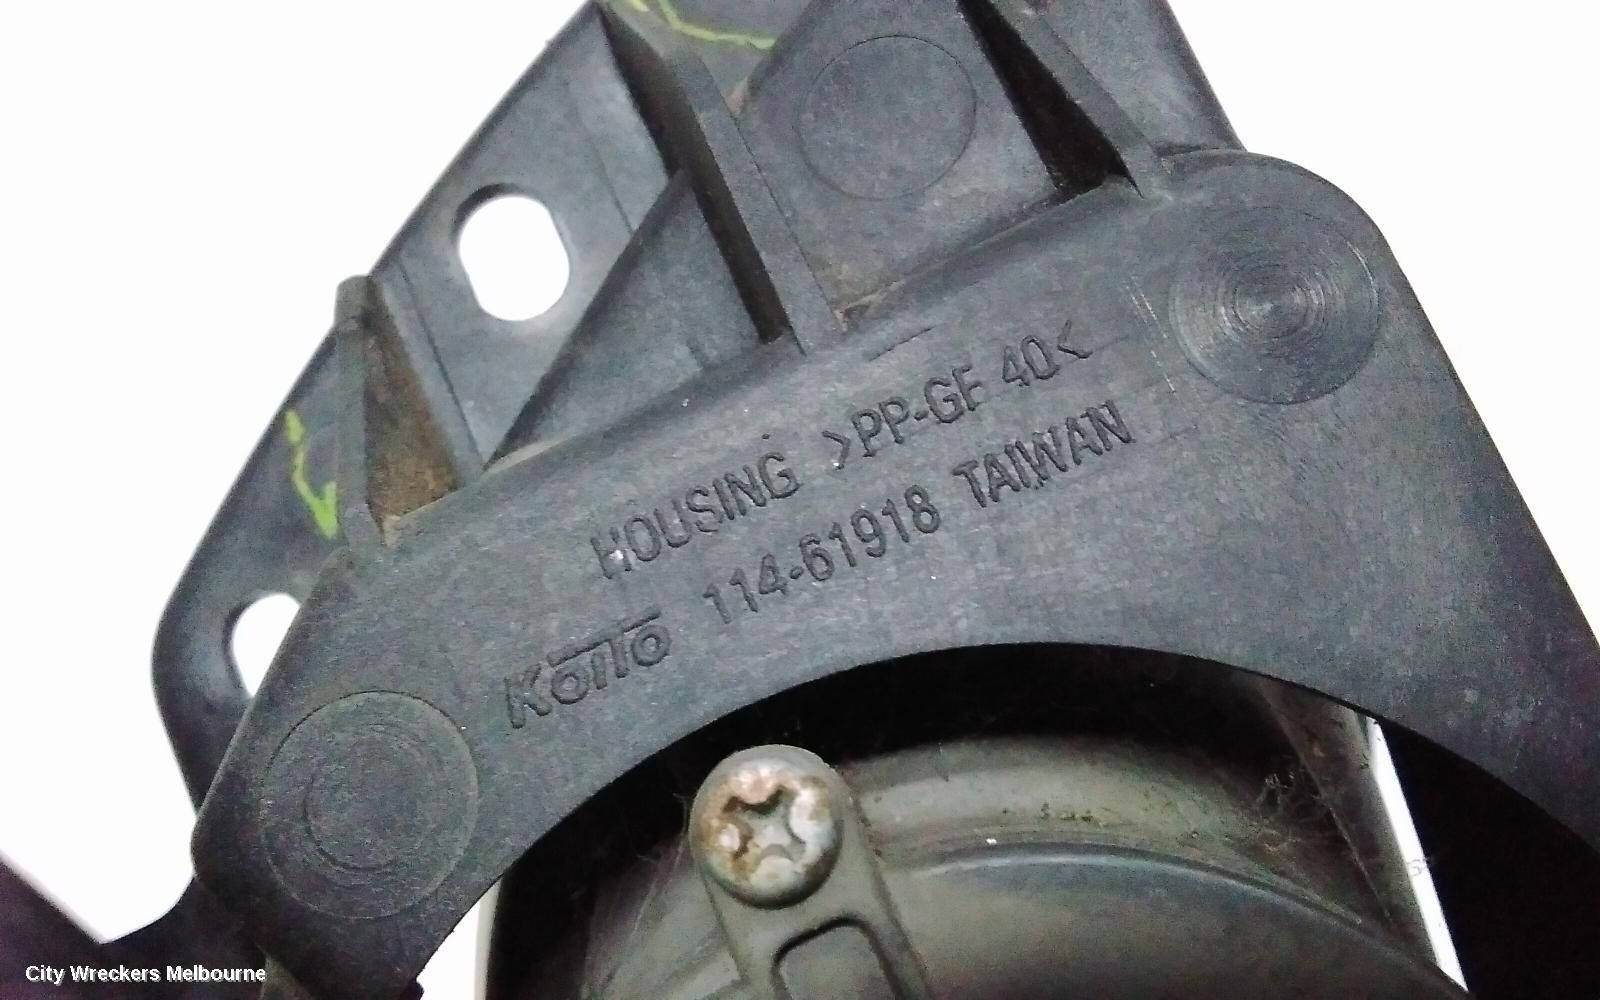 HOUSING >PP-GF 40<
KOITO 114-61918 TAIWAN
City Wreckers Melbourne